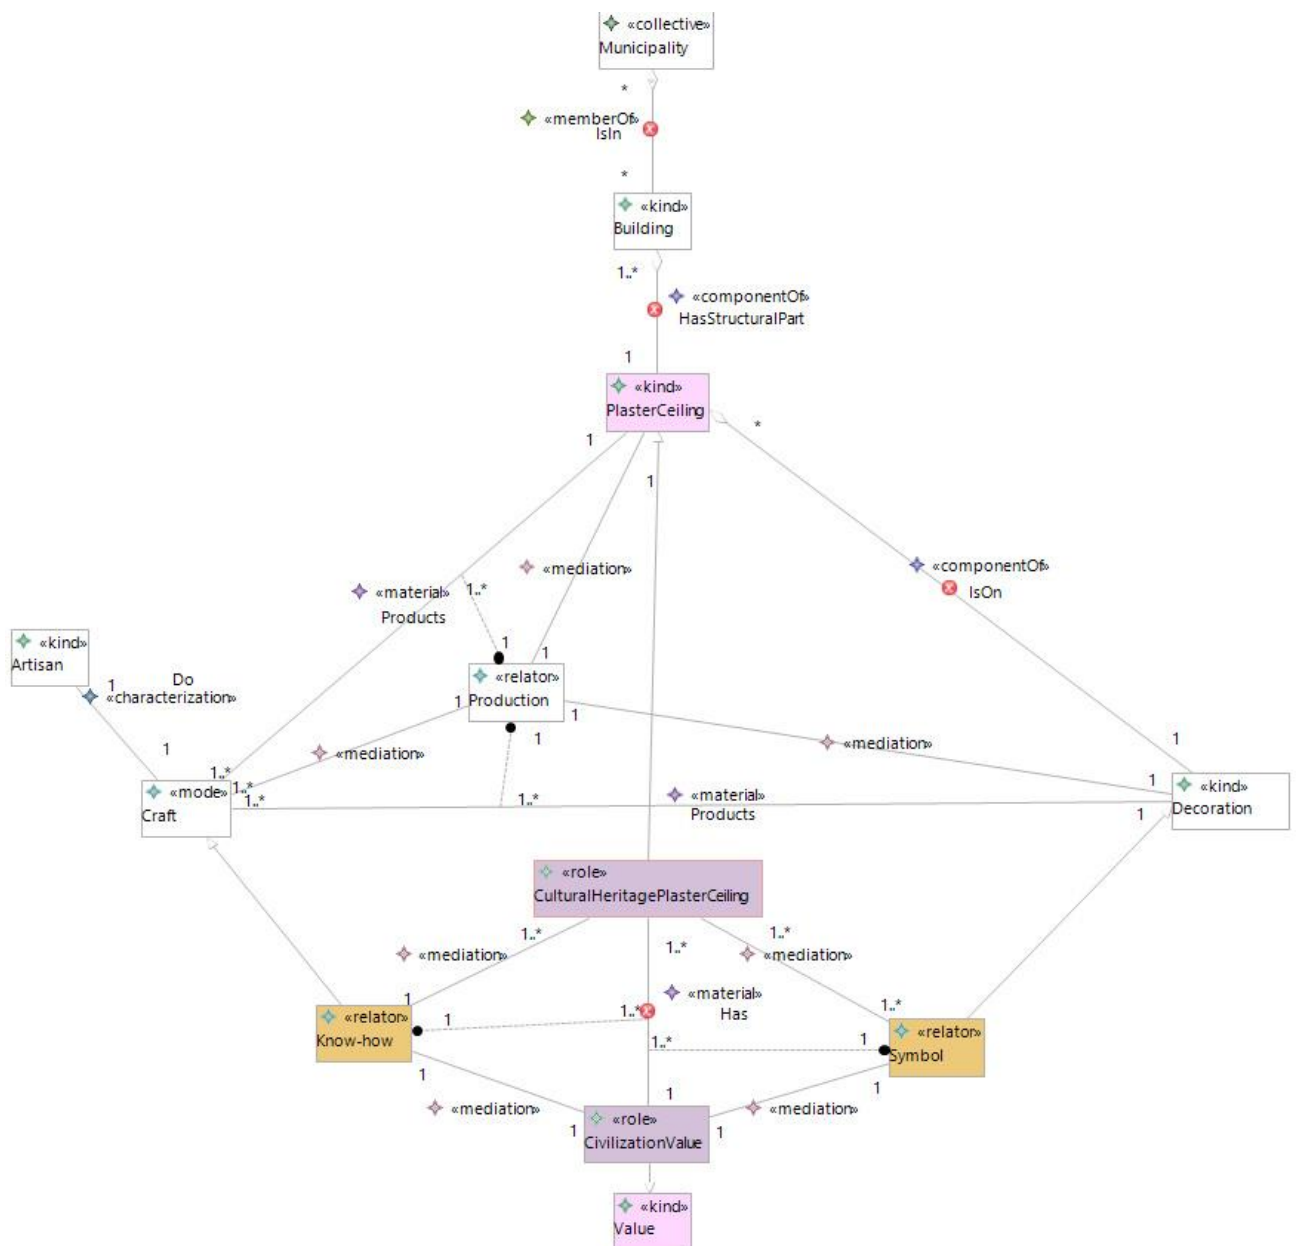 «collective»
Municipality
*
«memberOf»
IsIn
*
«kind»
Building
1..*
«componentOf»
HasStructuralPart
1
«kind»
PlasterCeiling
1
*
1
«mediation»
«componentOf»
IsOn
«material»
Products
1..*
«kind»
Artisan
1
Do
«characterization»
1
1
«relator»
Production
1
1
1
«mediation»
«mediation»
1
1
1..*
1..*
1..*
«mode»
Craft
1..*
«material»
Products
1
1
«kind»
Decoration
«role»
CulturalHeritagePlasterCeiling
1..*
1..*
1..*
«mediation»
«mediation»
«material»
Has
1
1..*
1..*
«relator»
Know-how
1
1..*
1
«relator»
Symbol
1
1
1
«mediation»
«mediation»
1
1
«role»
CivilizationValue
«kind»
Value